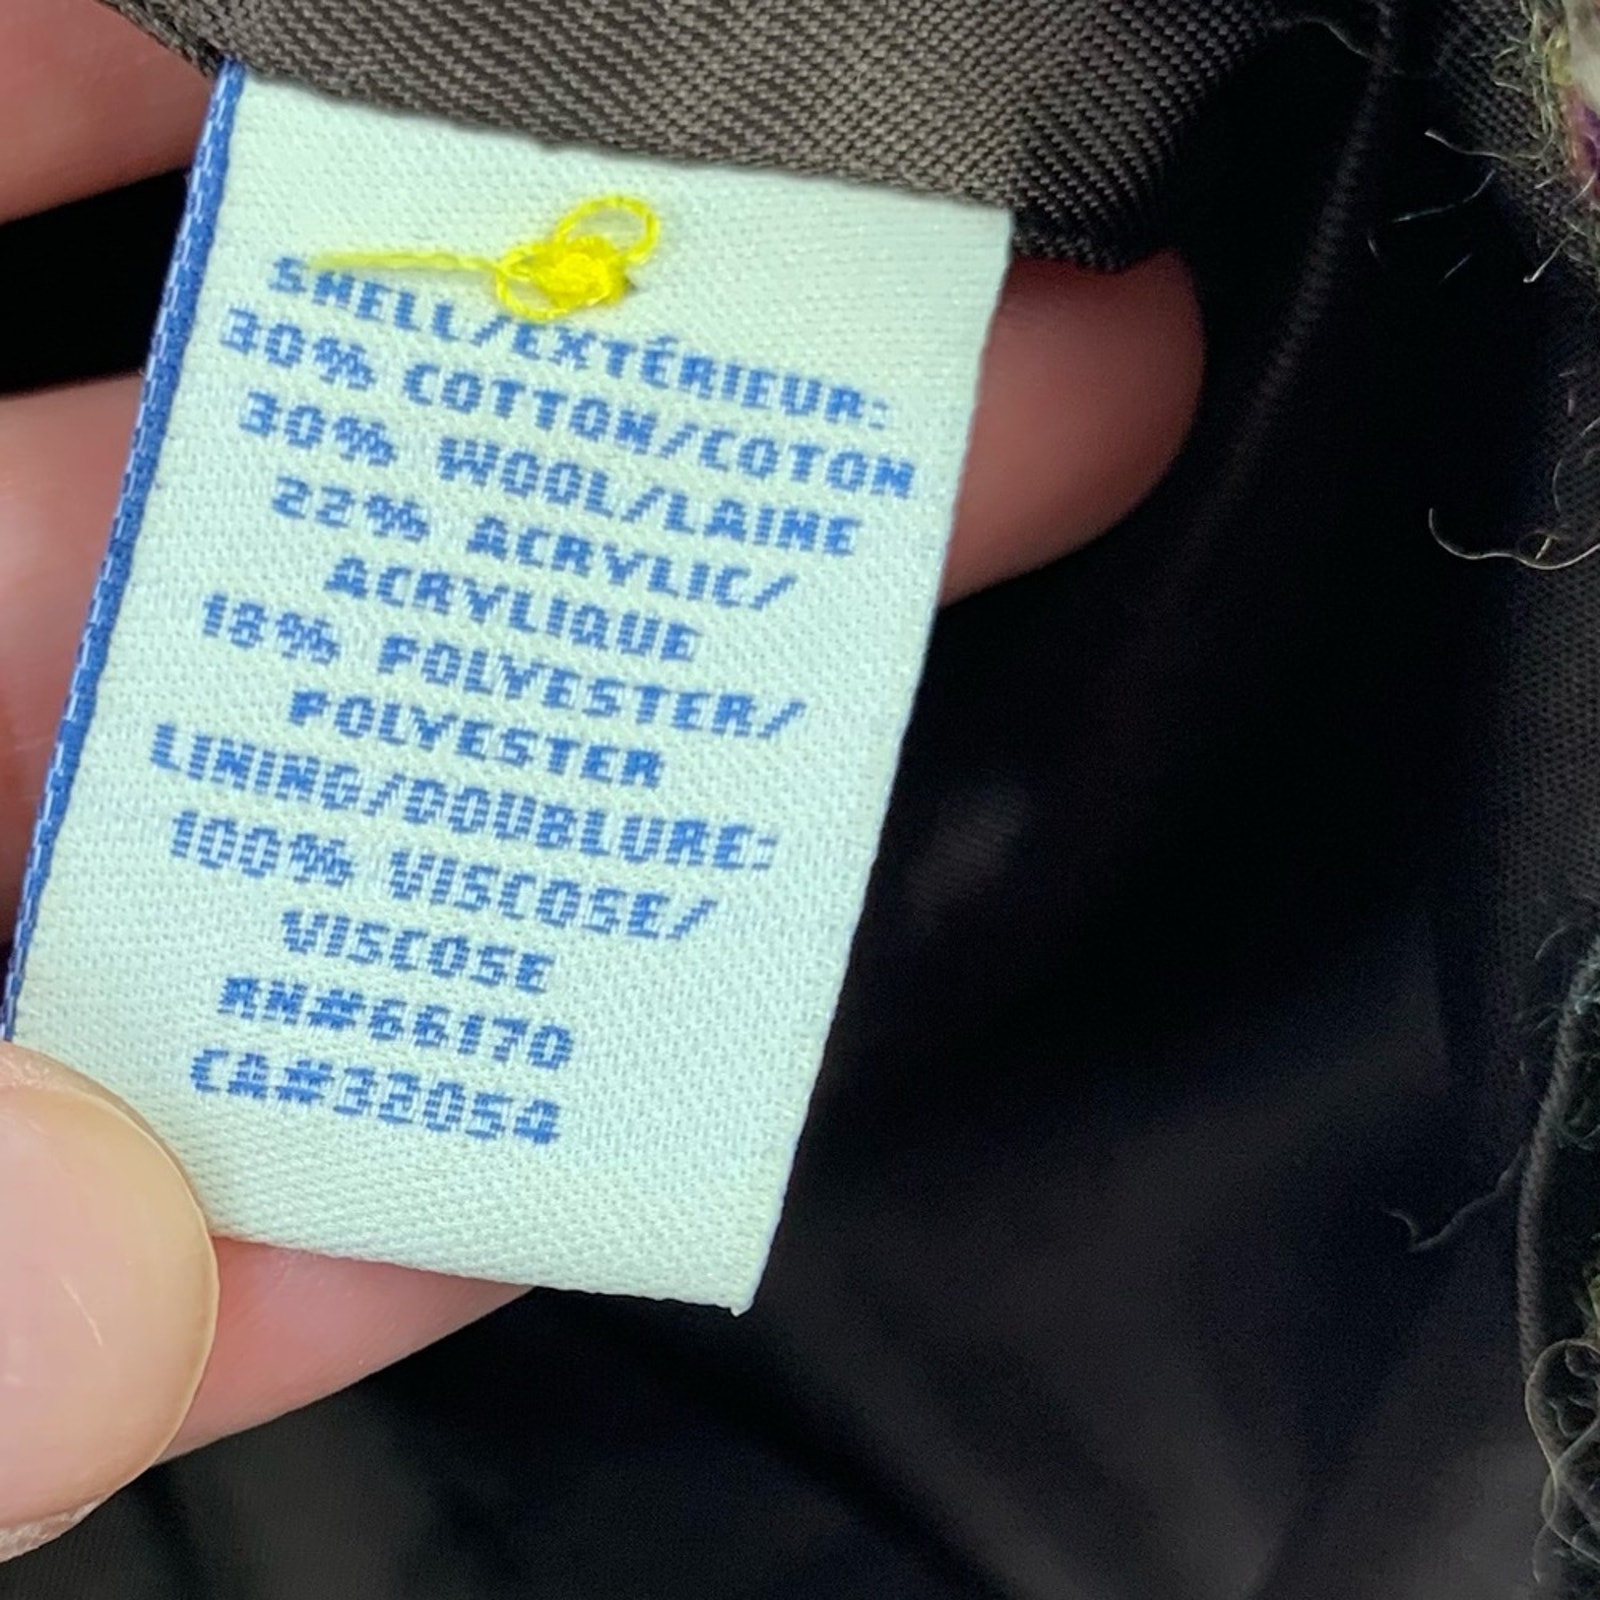 SHELL/EXTÉRIEUR:
30% COTTON/COTON
30% WOOL/LAINE
22% ACRYLIC/
ACRYLIQUE
18% POLYESTER/
POLYESTER
LINING/DOUBLURE:
100% VISCOSE/
VISCOSE
RN#66170
CA#32054